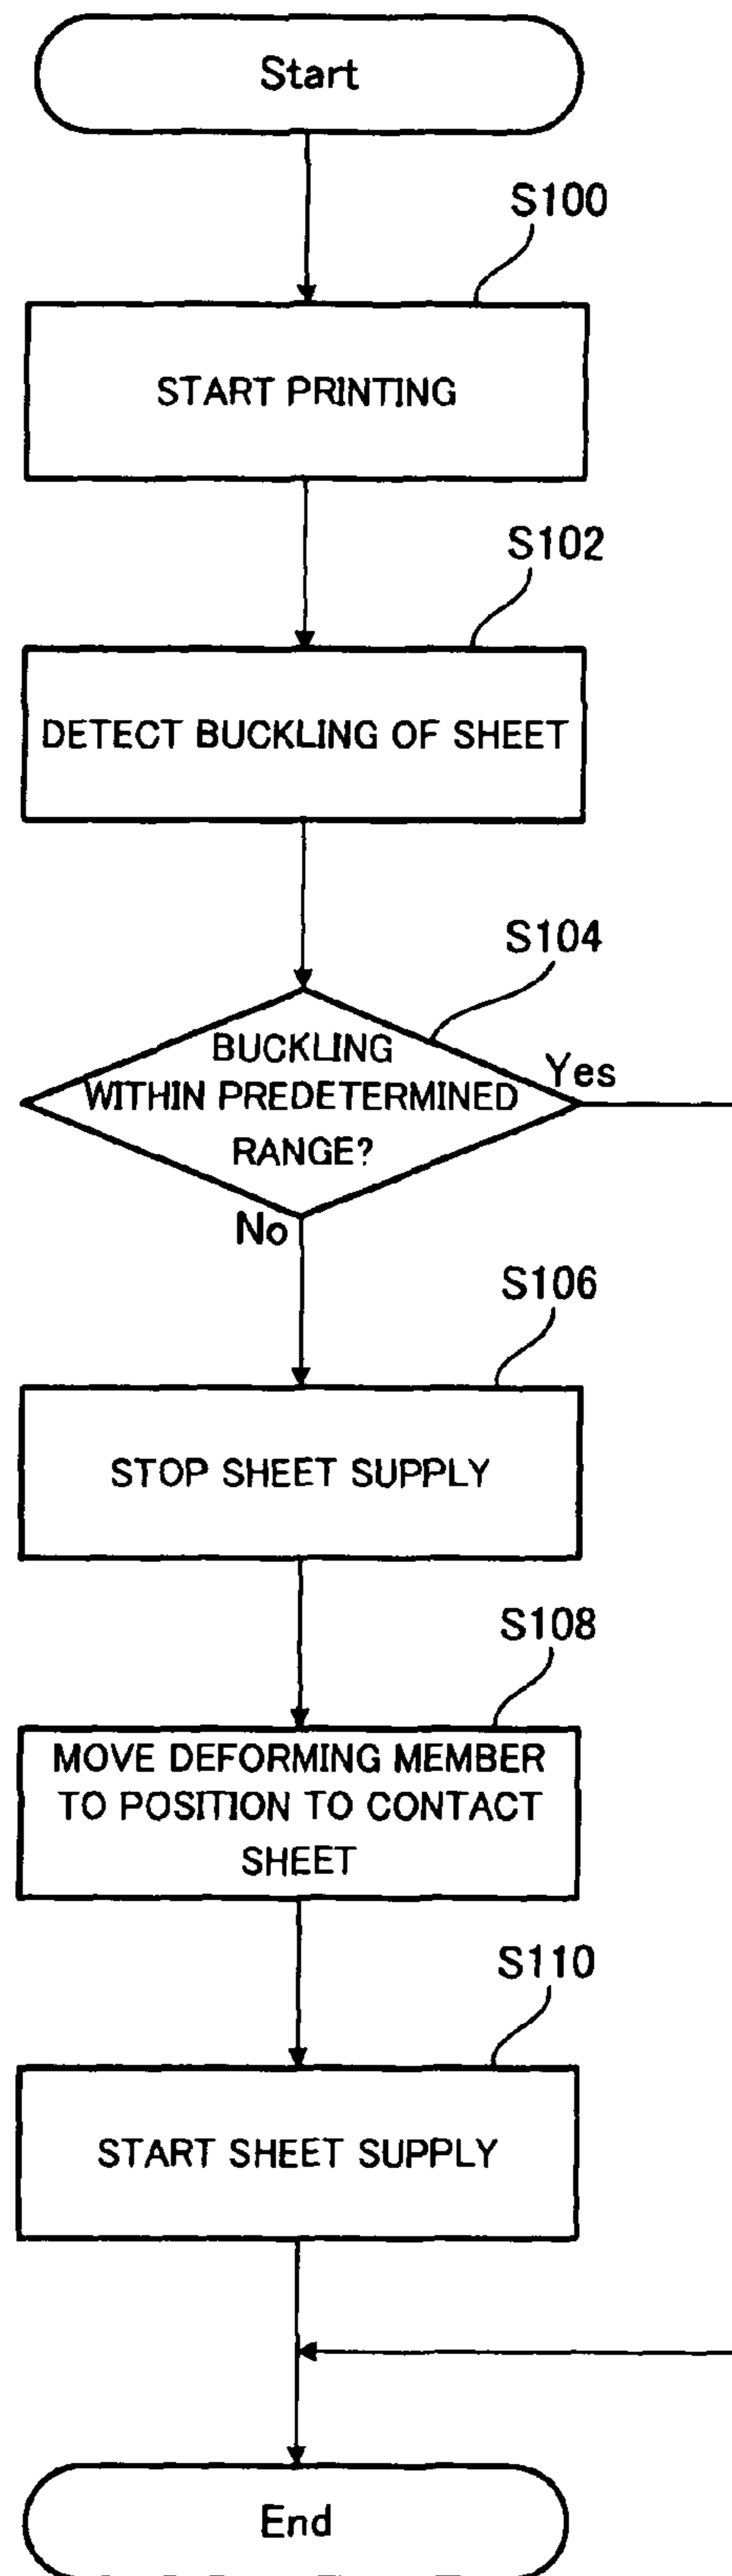 Start
S100
START PRINTING
S102
DETECT BUCKLING OF SHEET
S104
BUCKLING
WITHIN PREDETERMINED
RANGE?
Yes
No
S106
STOP SHEET SUPPLY
S108
MOVE DEFORMING MEMBER
TO POSITION TO CONTACT
SHEET
S110
START SHEET SUPPLY
End